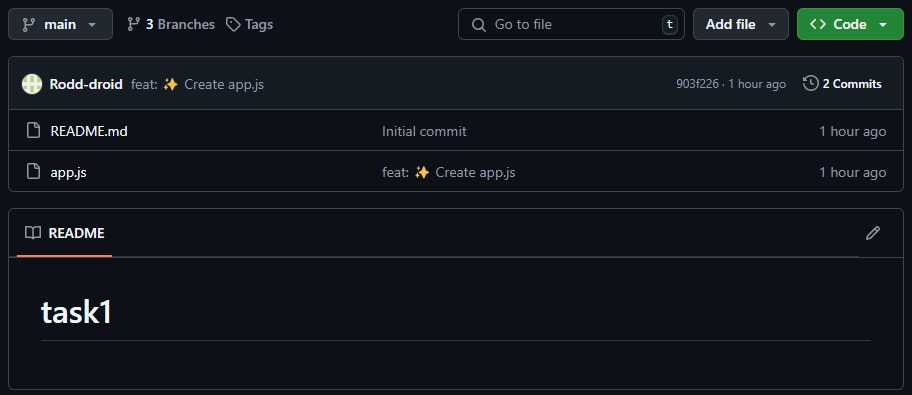 main 3 Branches Tags Go to file t Add file Code
Rodd-droid feat: ✨ Create app.js 903f226 · 1 hour ago 2 Commits
README.md Initial commit 1 hour ago
app.js feat: ✨ Create app.js 1 hour ago
README
task1